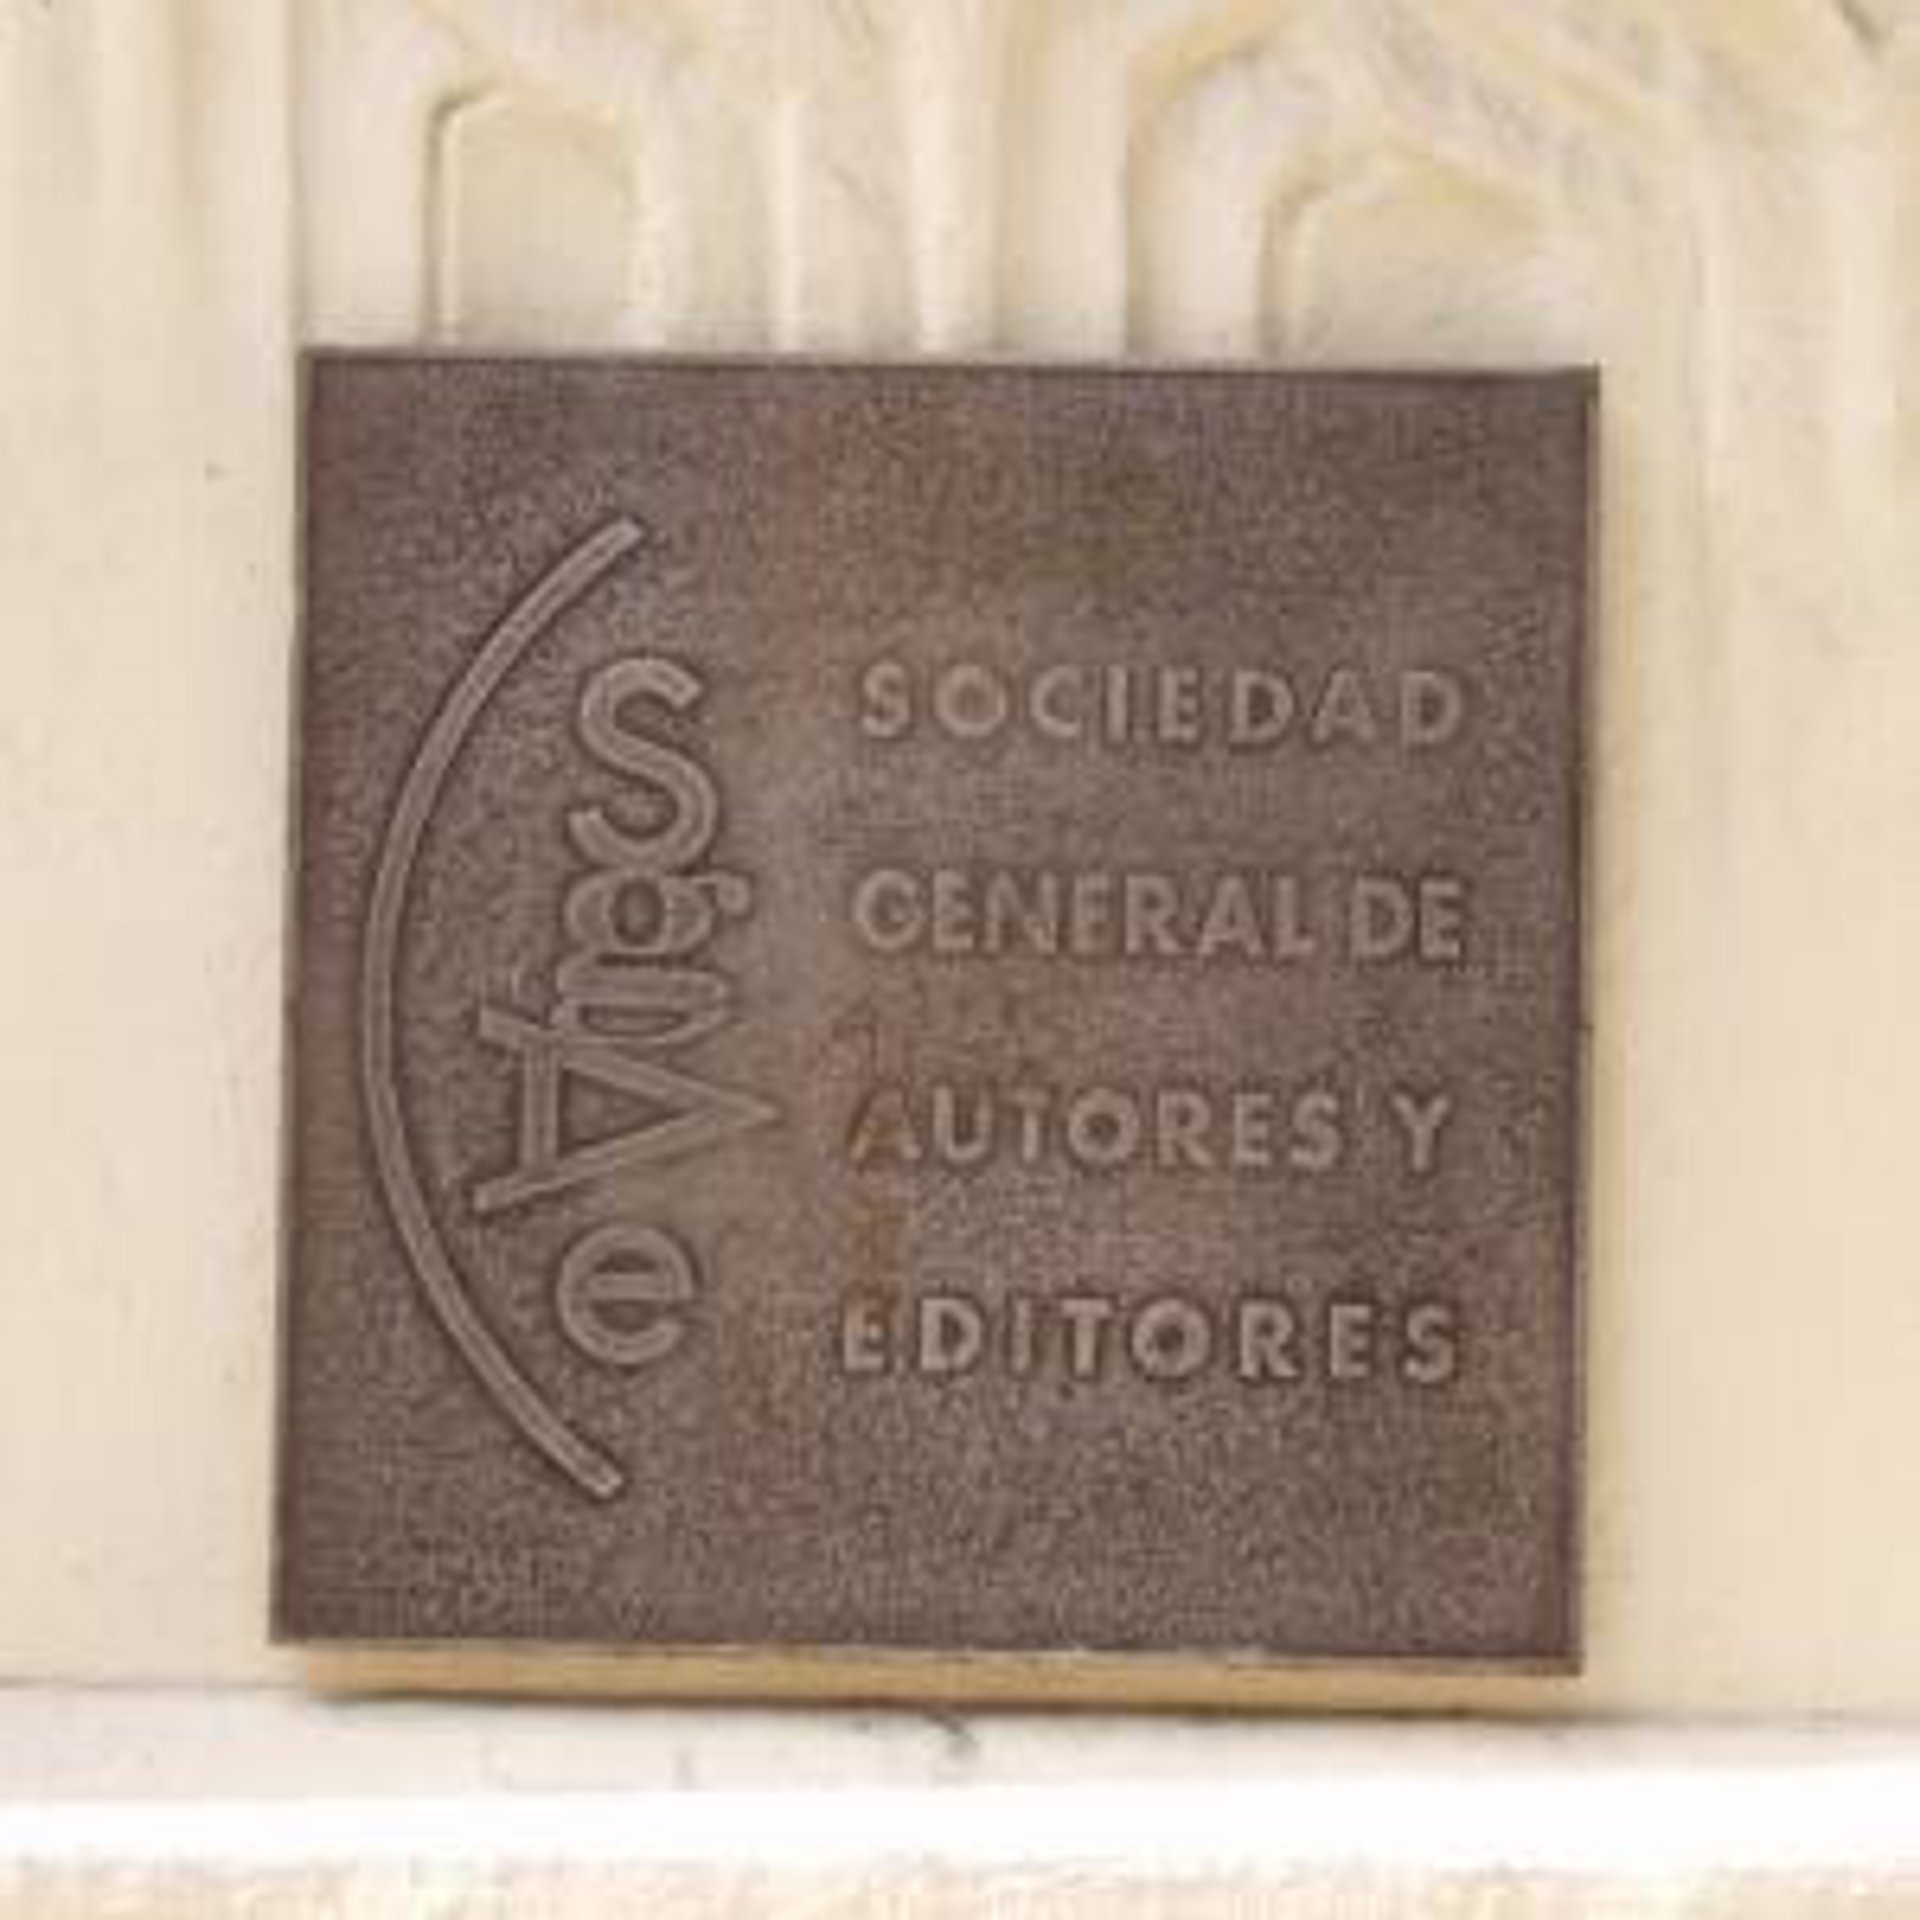 sgAe
SOCIEDAD
GENERAL DE
AUTORES Y
EDITORES